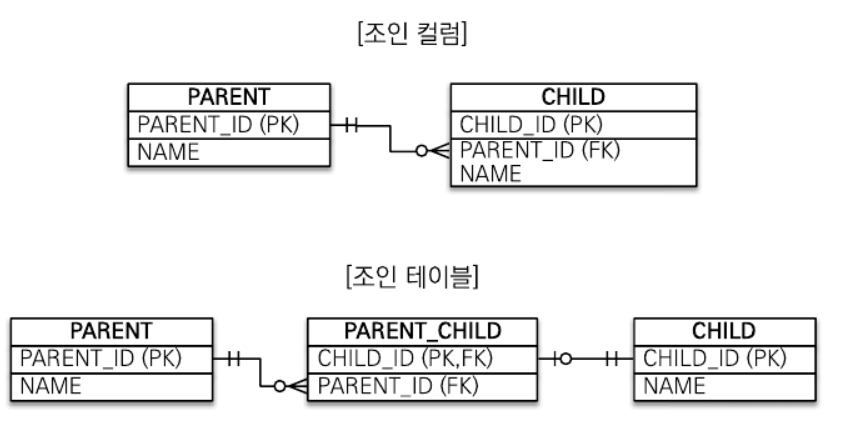 [조인 컬럼]
PARENT
PARENT_ID (PK)
NAME
CHILD
CHILD_ID (PK)
PARENT_ID (FK)
NAME
[조인 테이블]
PARENT
PARENT_ID (PK)
NAME
PARENT_CHILD
CHILD_ID (PK,FK)
PARENT_ID (FK)
CHILD
CHILD_ID (PK)
NAME